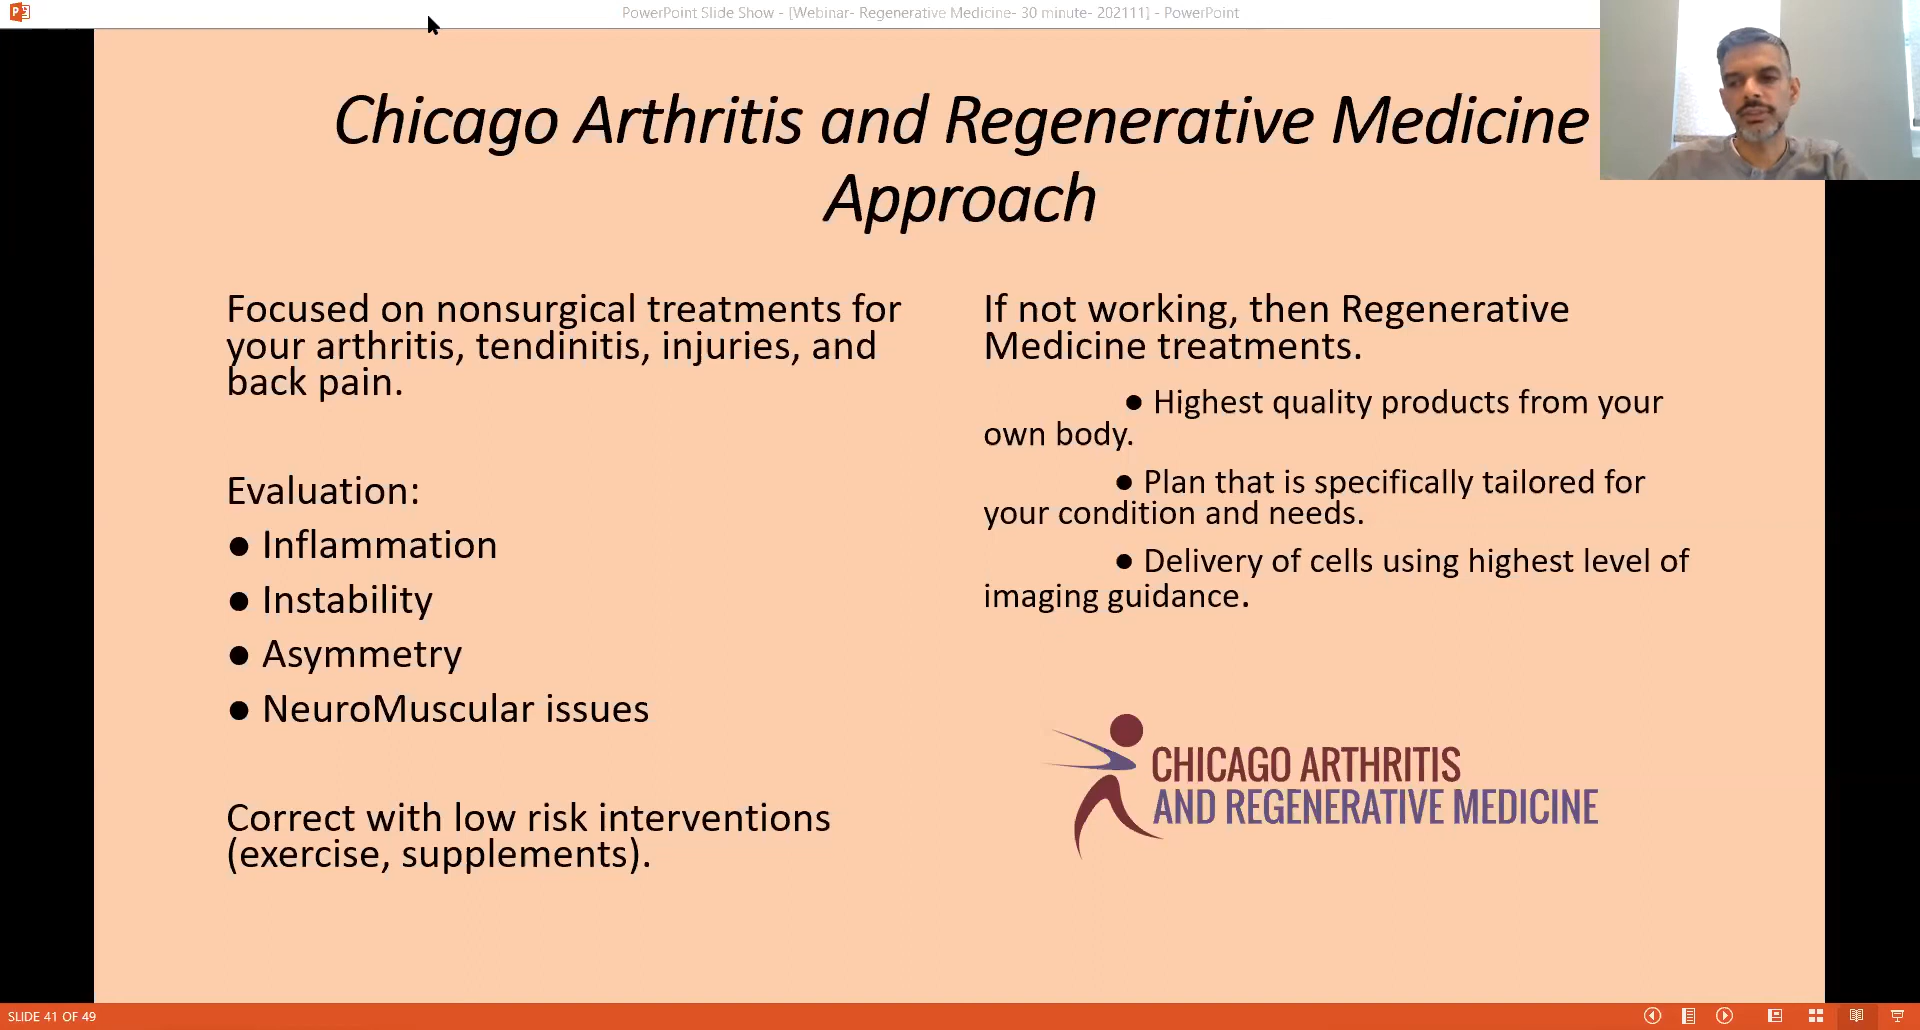 PowerPoint Slide Show - [Webinar- Regenerative Medicine- 30 minute- 202111] - PowerPoint
Chicago Arthritis and Regenerative Medicine
Approach
Focused on nonsurgical treatments for
your arthritis, tendinitis, injuries, and
back pain.
Evaluation:
● Inflammation
● Instability
● Asymmetry
● NeuroMuscular issues
Correct with low risk interventions
(exercise, supplements).
If not working, then Regenerative
Medicine treatments.
● Highest quality products from your
own body.
● Plan that is specifically tailored for
your condition and needs.
● Delivery of cells using highest level of
imaging guidance.
CHICAGO ARTHRITIS
AND REGENERATIVE MEDICINE
SLIDE 41 OF 49